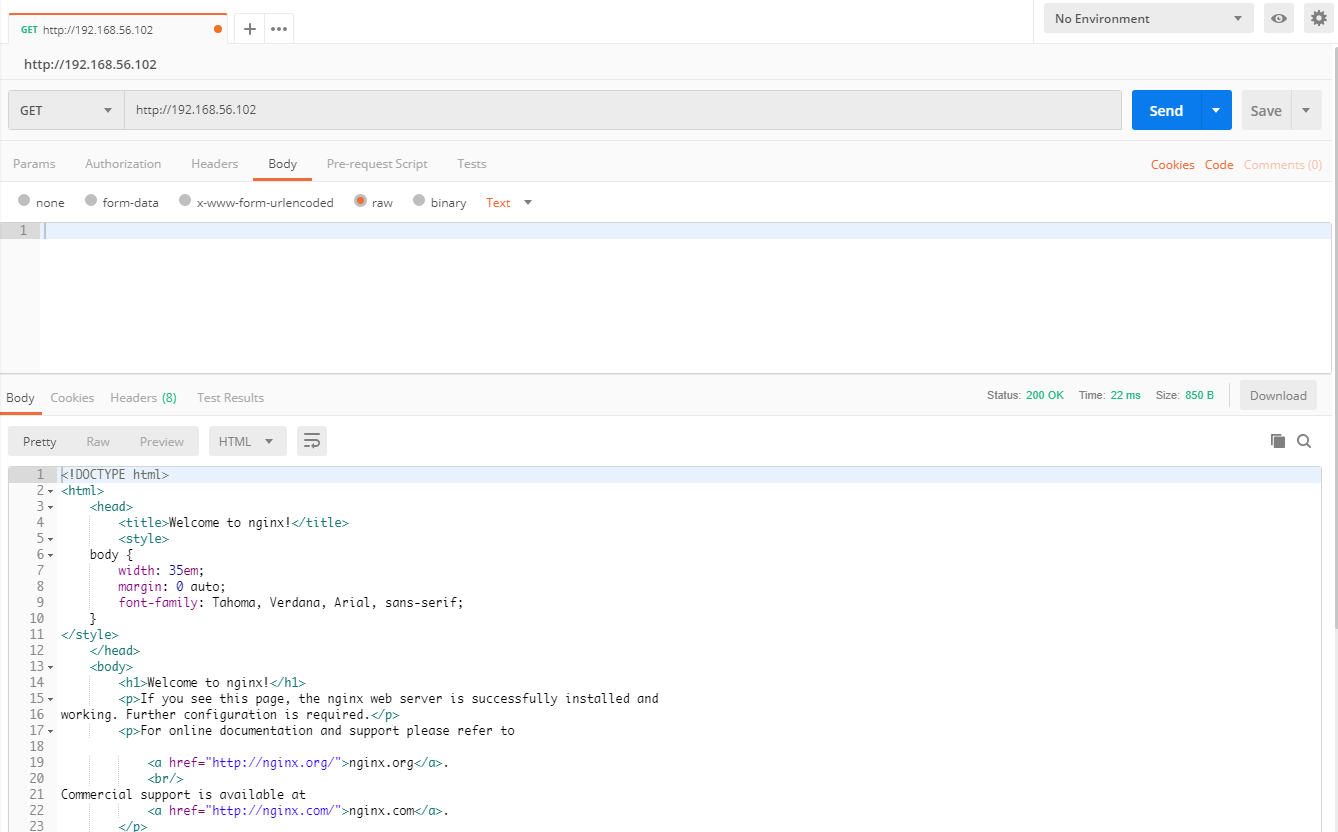 GET http://192.168.56.102
No Environment
http://192.168.56.102
GET http://192.168.56.102 Send Save
Params Authorization Headers Body Pre-request Script Tests Cookies Code Comments (0)
none form-data x-www-form-urlencoded raw binary Text
1
Body Cookies Headers (8) Test Results Status: 200 OK Time: 22 ms Size: 850 B Download
Pretty Raw Preview HTML
1 <!DOCTYPE html>
2 <html>
3 <head>
4 <title>Welcome to nginx!</title>
5 <style>
6 body {
7 width: 35em;
8 margin: 0 auto;
9 font-family: Tahoma, Verdana, Arial, sans-serif;
10 }
11 </style>
12 </head>
13 <body>
14 <h1>Welcome to nginx!</h1>
15 <p>If you see this page, the nginx web server is successfully installed and
16 working. Further configuration is required.</p>
17 <p>For online documentation and support please refer to
18
19 <a href="http://nginx.org/">nginx.org</a>.
20 <br/>
21 Commercial support is available at
22 <a href="http://nginx.com/">nginx.com</a>.
23 </p>